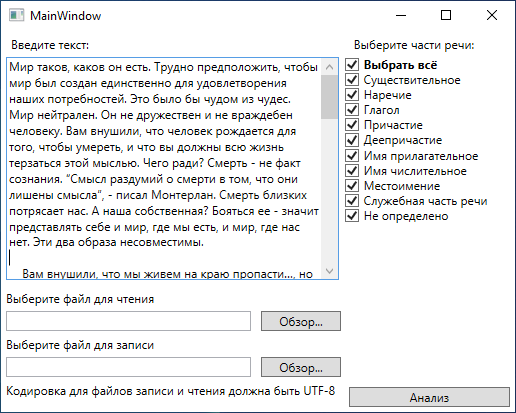 MainWindow
Введите текст:
Мир таков, каков он есть. Трудно предположить, чтобы
мир был создан единственно для удовлетворения
наших потребностей. Это было бы чудом из чудес.
Мир нейтрален. Он не дружествен и не враждебен
человеку. Вам внушили, что человек рождается для
того, чтобы умереть, и что вы должны всю жизнь
терзаться этой мыслью. Чего ради? Смерть - не факт
сознания. “Смысл раздумий о смерти в том, что они
лишены смысла”, - писал Монтерлан. Смерть близких
потрясает нас. А наша собственная? Бояться ее - значит
представлять себе и мир, где мы есть, и мир, где нас
нет. Эти два образа несовместимы.
Вам внушили, что мы живем на краю пропасти..., но
Выберите части речи:
Выбрать всё
Существительное
Наречие
Глагол
Причастие
Деепричастие
Имя прилагательное
Имя числительное
Местоимение
Служебная часть речи
Не определено
Выберите файл для чтения
Обзор...
Выберите файл для записи
Обзор...
Кодировка для файлов записи и чтения должна быть UTF-8
Анализ